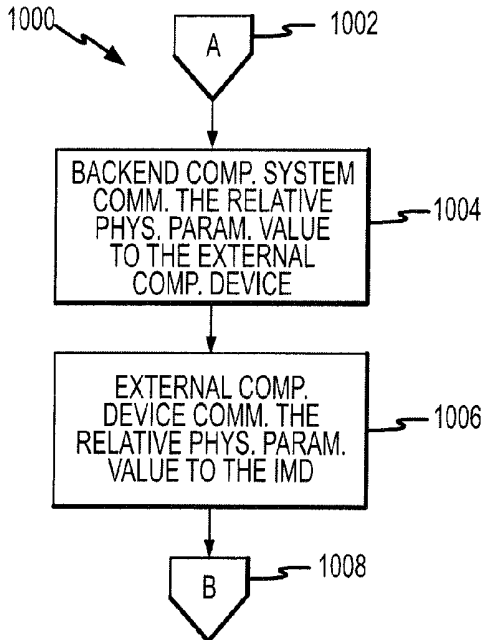 1000
A
1002
BACKEND COMP. SYSTEM
COMM. THE RELATIVE
PHYS. PARAM. VALUE
TO THE EXTERNAL
COMP. DEVICE
1004
EXTERNAL COMP.
DEVICE COMM. THE
RELATIVE PHYS. PARAM.
VALUE TO THE IMD
1006
B
1008